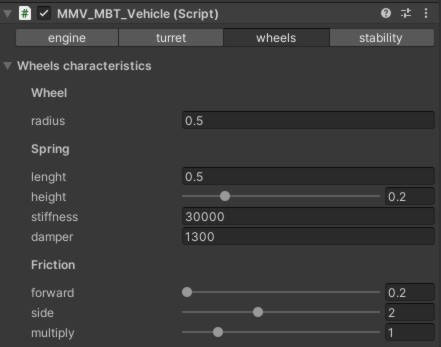 # MMV_MBT_Vehicle (Script)
engine turret wheels stability
Wheels characteristics
Wheel
radius 0.5
Spring
lenght 0.5
height 0.2
stiffness 30000
damper 1300
Friction
forward 0.2
side 2
multiply 1